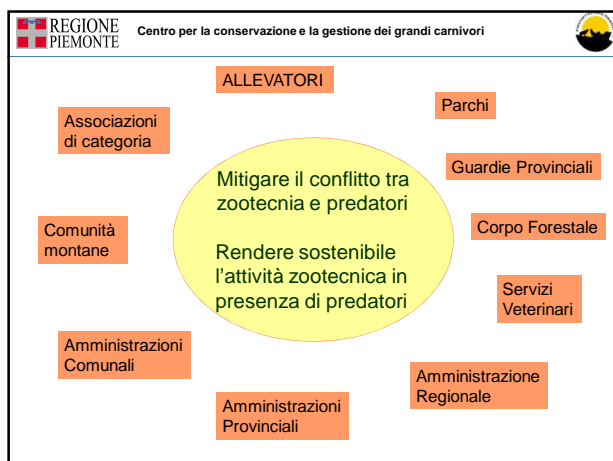 REGIONE
PIEMONTE
Centro per la conservazione e la gestione dei grandi carnivori
ALLEVATORI
Parchi
Associazioni
di categoria
Guardie Provinciali
Mitigare il conflitto tra
zootecnia e predatori
Comunità
montane
Corpo Forestale
Rendere sostenibile
l'attività zootecnica in
presenza di predatori
Servizi
Veterinari
Amministrazioni
Comunali
Amministrazione
Regionale
Amministrazioni
Provinciali